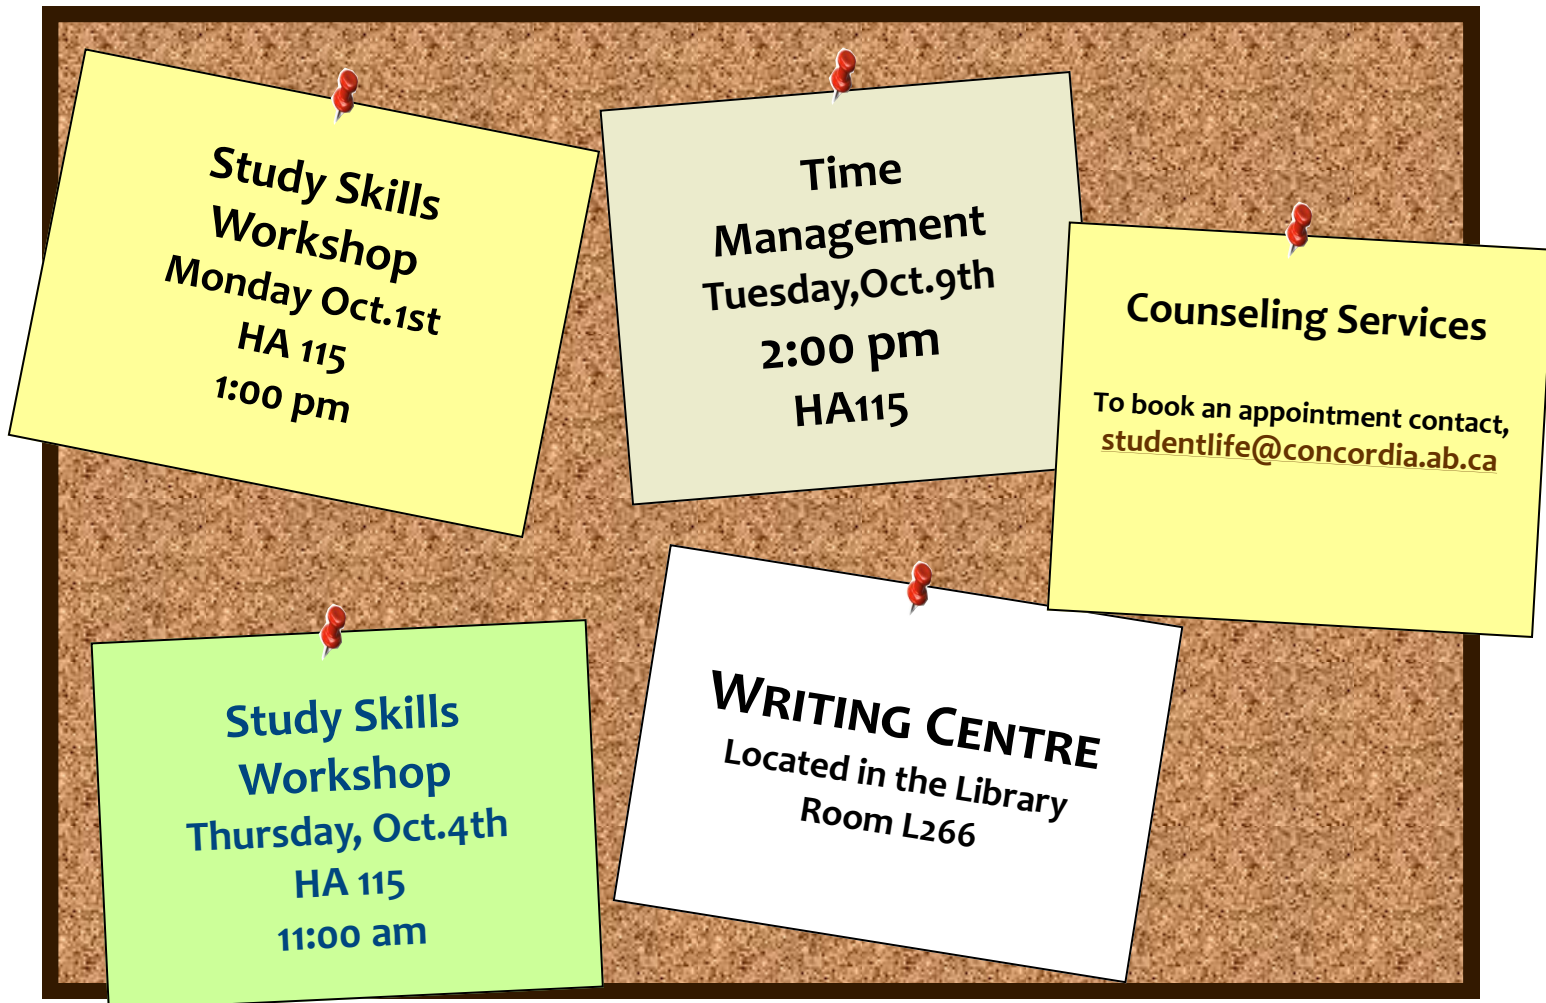 Study Skills
Workshop
Monday Oct.1st
HA 115
1:00 pm
Time
Management
Tuesday,Oct.9th
2:00 pm
HA115
Counseling Services
To book an appointment contact,
studentlife@concordia.ab.ca
Study Skills
Workshop
Thursday, Oct.4th
HA 115
11:00 am
WRITING CENTRE
Located in the Library
Room L266